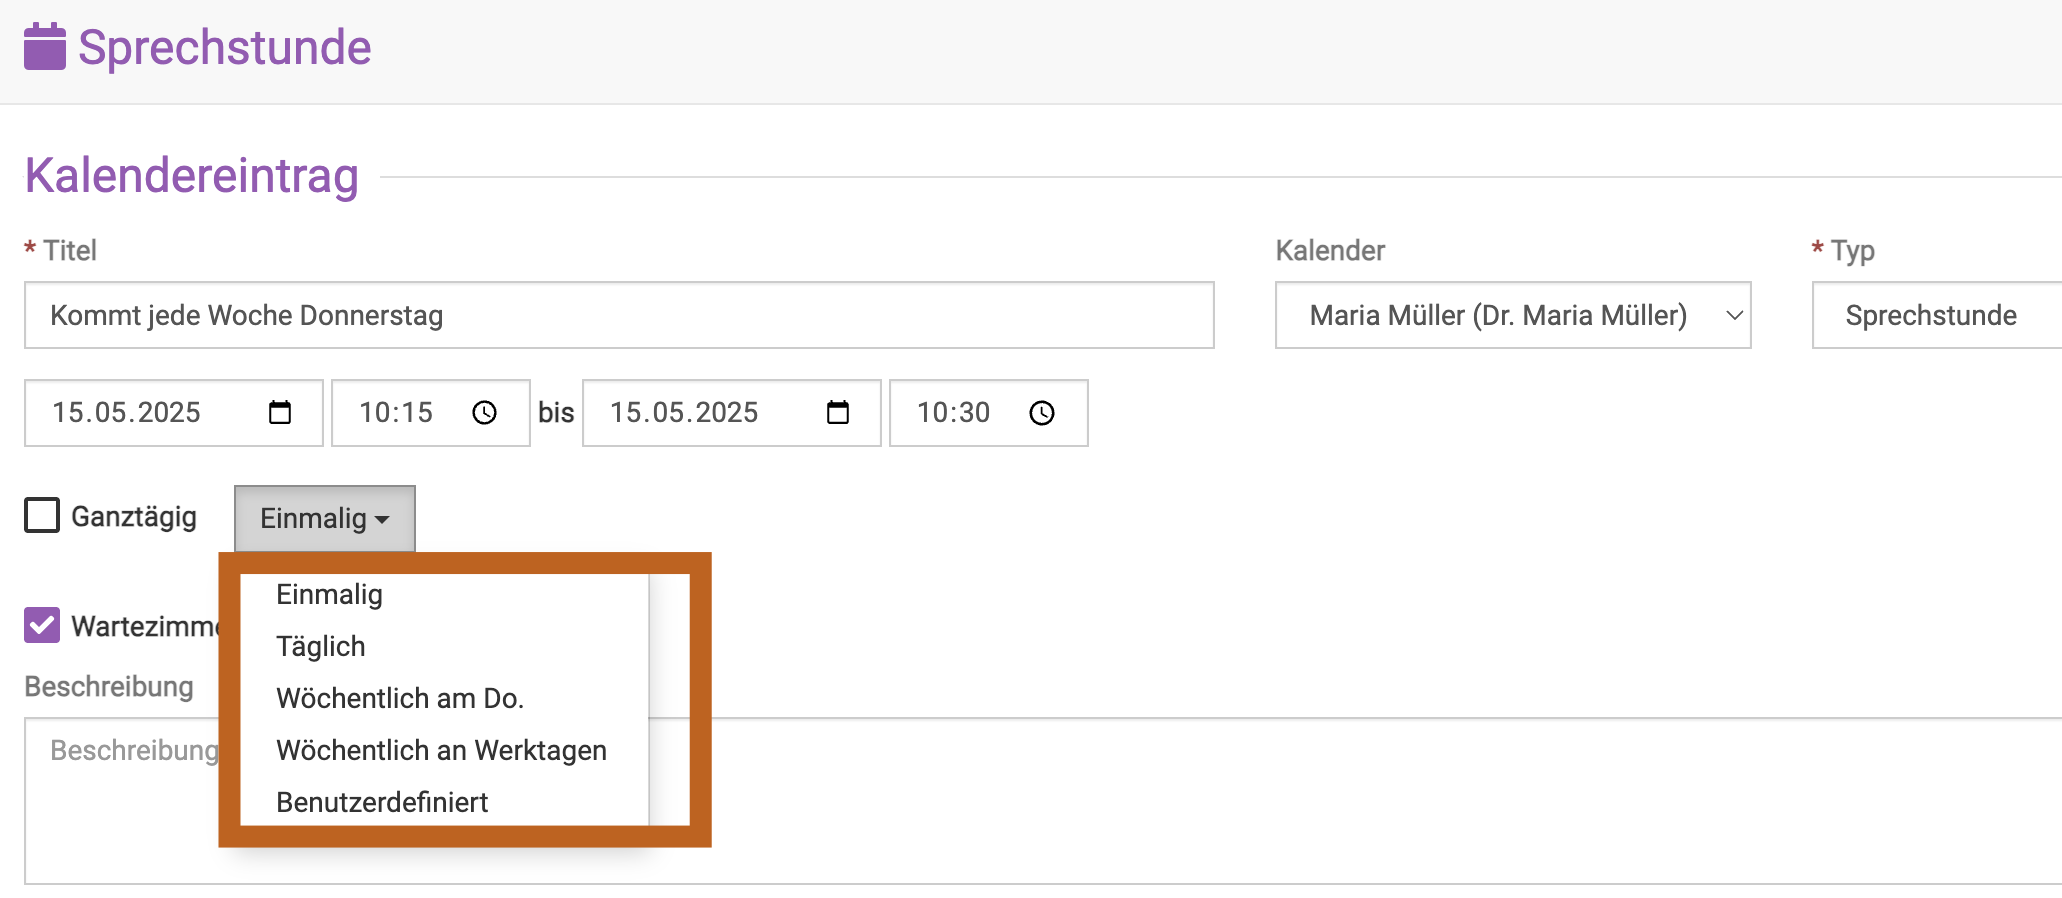 Sprechstunde
Kalendereintrag
* Titel
Kalender
* Typ
Kommt jede Woche Donnerstag
Maria Müller (Dr. Maria Müller)
Sprechstunde
15.05.2025 10:15 bis 15.05.2025 10:30
Ganztägig
Einmalig
Einmalig
Täglich
Wöchentlich am Do.
Wöchentlich an Werktagen
Benutzerdefiniert
Wartezimme
Beschreibung
Beschreibung